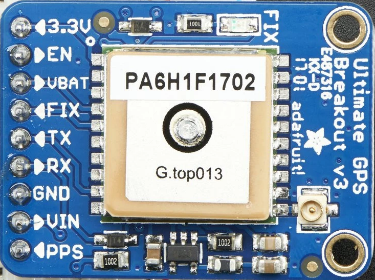 3.3V
EN
VBAT
FIX
TX
RX
GND
VIN
PPS
FIX
PA6H1F1702
G.top013
Ultimate GPS
Breakout v3
adafruit!
1002
1002
1002